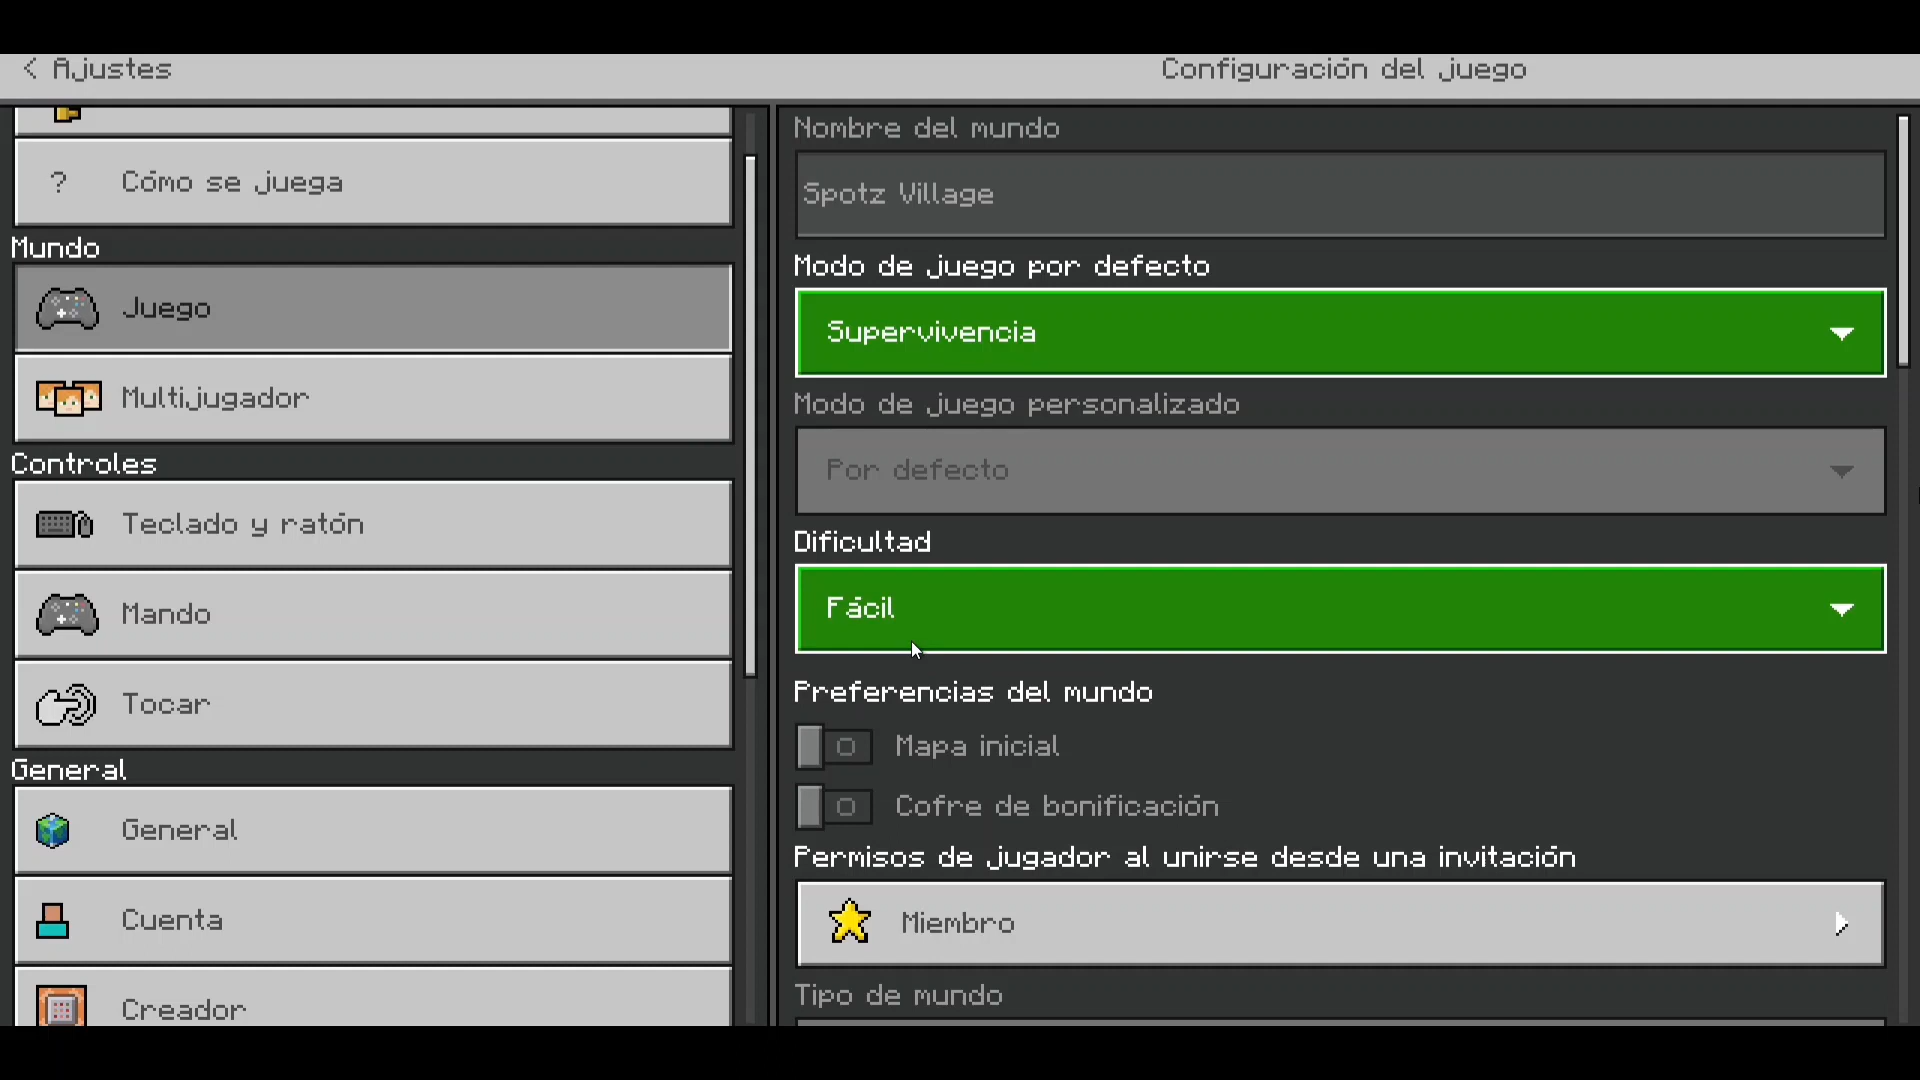 < Ajustes
Configuración del juego
? Cómo se juega
Mundo
Juego
Multijugador
Controles
Teclado y ratón
Mando
Tocar
General
General
Cuenta
Creador
Nombre del mundo
Spotz Village
Modo de juego por defecto
Supervivencia
Modo de juego personalizado
Por defecto
Dificultad
Fácil
Preferencias del mundo
Mapa inicial
Cofre de bonificación
Permisos de jugador al unirse desde una invitación
Miembro
Tipo de mundo